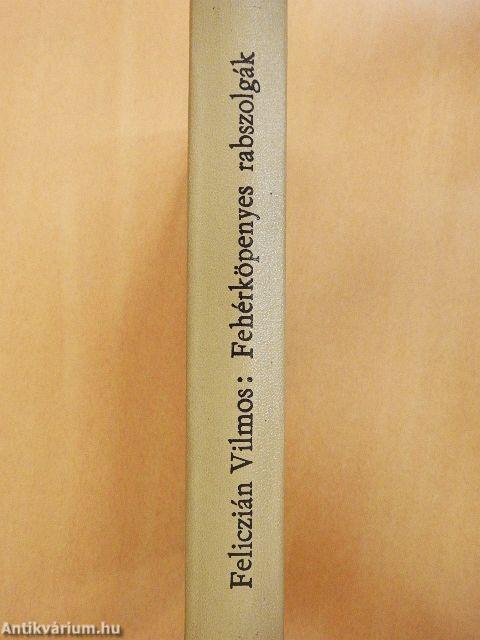 Feliczián Vilmos: Fehérköpenyes rabszolgák
Antikvárium.hu